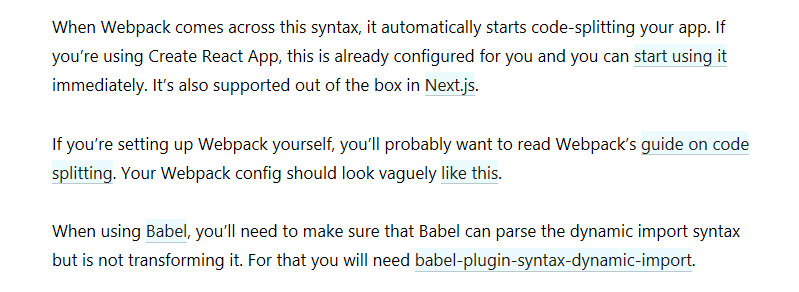 When Webpack comes across this syntax, it automatically starts code-splitting your app. If
you’re using Create React App, this is already configured for you and you can start using it
immediately. It’s also supported out of the box in Next.js.
If you’re setting up Webpack yourself, you’ll probably want to read Webpack’s guide on code
splitting. Your Webpack config should look vaguely like this.
When using Babel, you’ll need to make sure that Babel can parse the dynamic import syntax
but is not transforming it. For that you will need babel-plugin-syntax-dynamic-import.